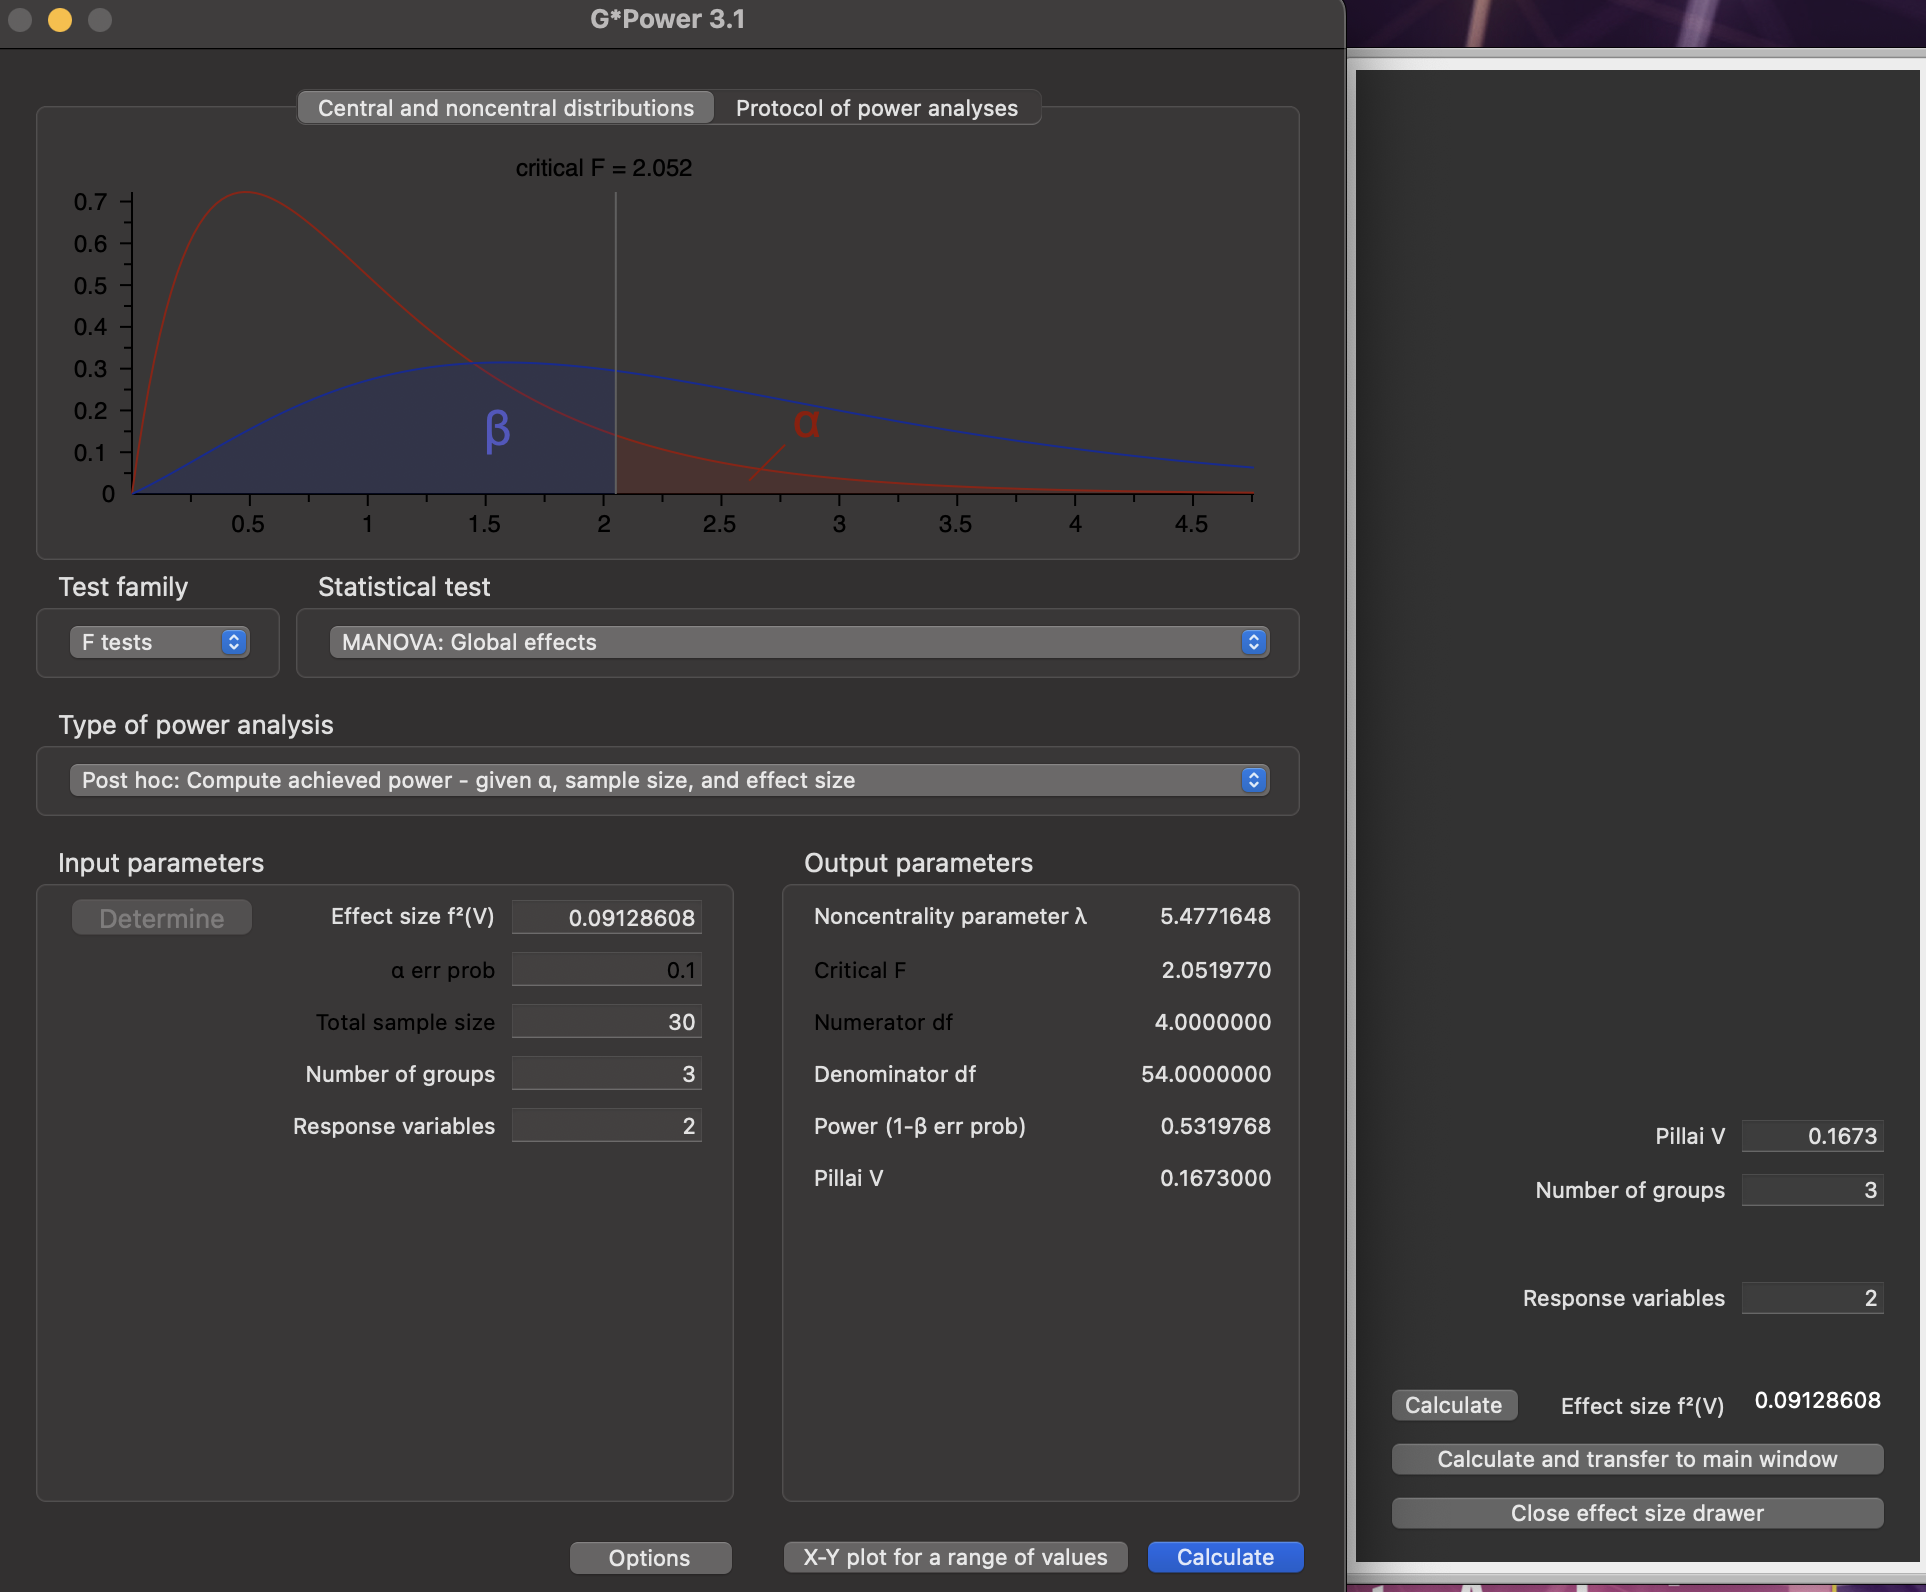 G*Power 3.1
Central and noncentral distributions
Protocol of power analyses
critical F = 2.052
0.7
0.6
0.5
0.4
0.3
0.2
0.1
0
β
α
0.5 1 1.5 2 2.5 3 3.5 4 4.5
Test family
Statistical test
F tests
MANOVA: Global effects
Type of power analysis
Post hoc: Compute achieved power - given α, sample size, and effect size
Input parameters
Determine
Effect size f²(V) 0.09128608
α err prob 0.1
Total sample size 30
Number of groups 3
Response variables 2
Output parameters
Noncentrality parameter λ 5.4771648
Critical F 2.0519770
Numerator df 4.0000000
Denominator df 54.0000000
Power (1-β err prob) 0.5319768
Pillai V 0.1673000
Options
X-Y plot for a range of values
Calculate
Pillai V 0.1673
Number of groups 3
Response variables 2
Calculate
Effect size f²(V) 0.09128608
Calculate and transfer to main window
Close effect size drawer